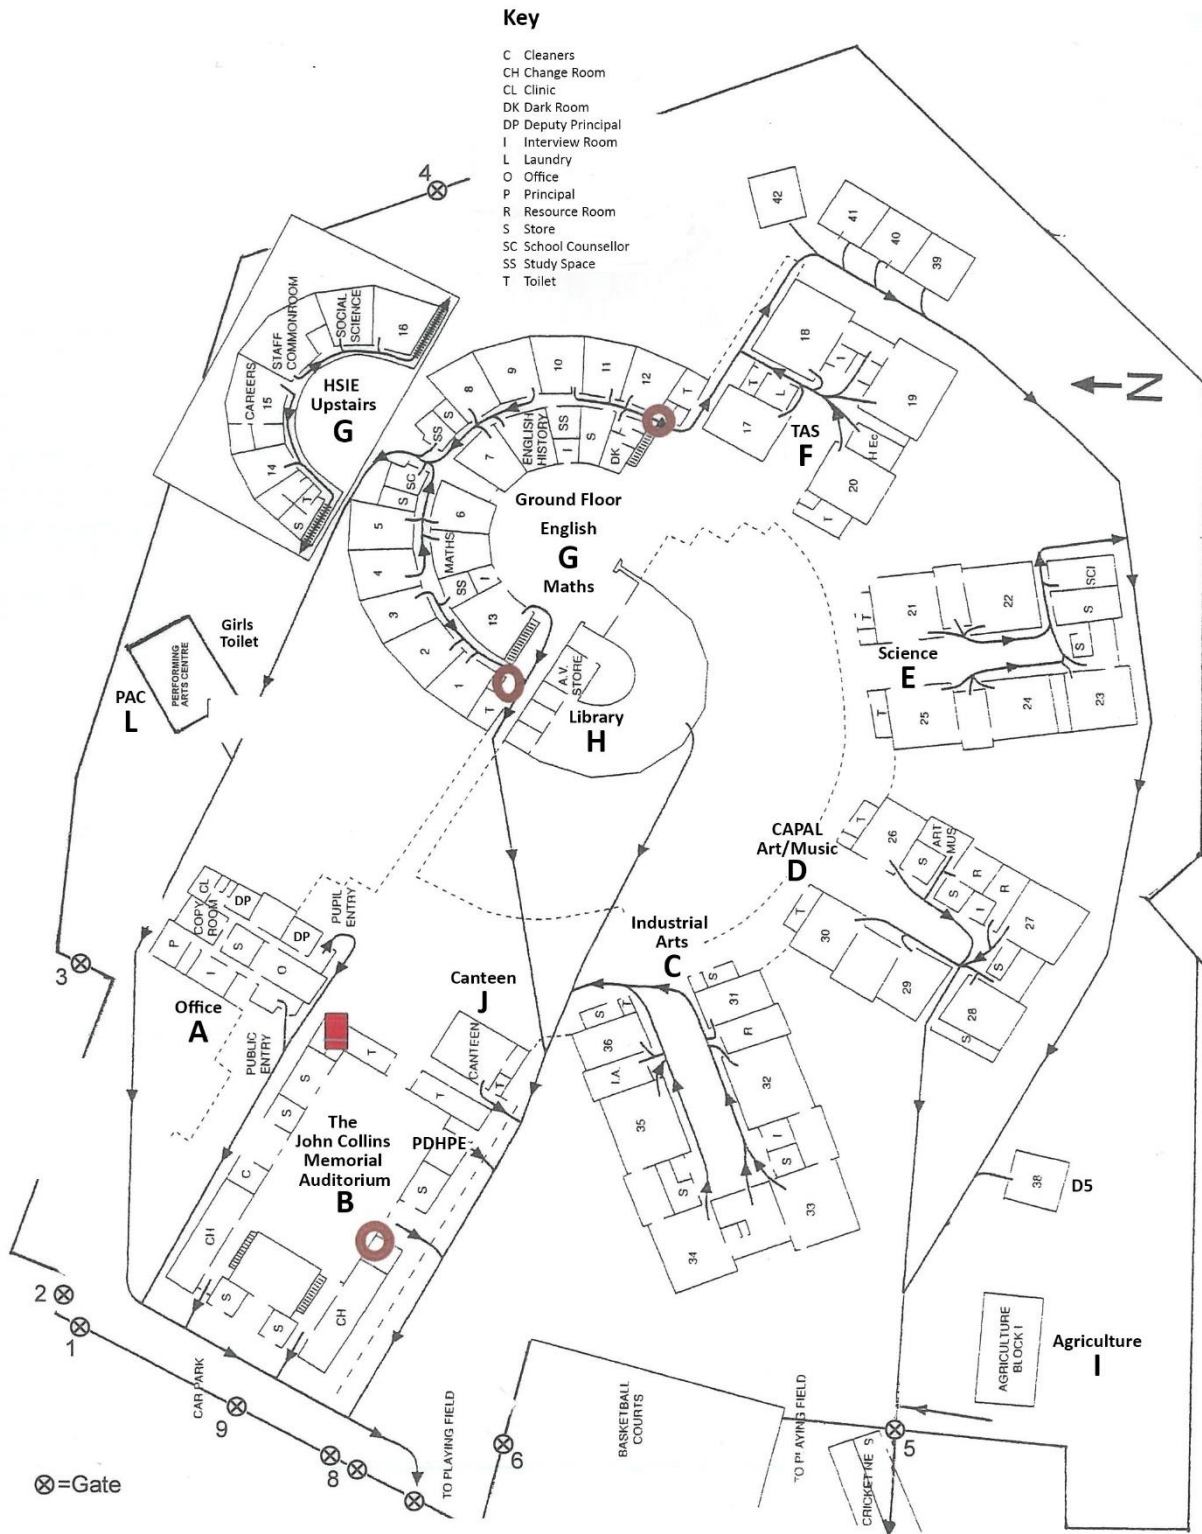 Key
C Cleaners
CH Change Room
CL Clinic
DK Dark Room
DP Deputy Principal
I Interview Room
L Laundry
O Office
P Principal
R Resource Room
S Store
SC School Counsellor
SS Study Space
T Toilet
4
42
41
40
39
N
STAFF
COMMONROOM
SOCIAL
SCIENCE
16
CAREERS
15
14
S
T
HSIE
Upstairs
G
8
9
10
11
12
T
S
SS
SC
S
7
ENGLISH
HISTORY
SS
I
S
DK
5
6
4
MATHS
3
SS
I
13
2
1
T
Ground Floor
English
G
Maths
18
I
T
L
17
19
TAS
F
H Ec
20
T
T
Girls
Toilet
PERFORMING
ARTS CENTRE
PAC
L
A.V.
STORE
Library
H
T
21
22
SCI
S
S
Science
E
T
25
24
23
CAPAL
Art/Music
D
T
26
ART
MUS
S
S
R
R
I
27
S
T
30
29
28
S
CL
COPY
ROOM
DP
P
S
DP
PUPIL
ENTRY
I
O
3
Office
A
PUBLIC
ENTRY
Canteen
J
CANTEEN
T
T
T
Industrial
Arts
C
S
31
R
S
T
36
I.A.
32
35
I
S
S
33
34
S
S
C
CH
The
John Collins
Memorial
Auditorium
B
PDHPE
S
S
S
CH
38
D5
2
1
CAR PARK
9
8
TO PLAYING FIELD
6
BASKETBALL
COURTS
TO PLAYING FIELD
AGRICULTURE
BLOCK I
Agriculture
I
5
S
=Gate